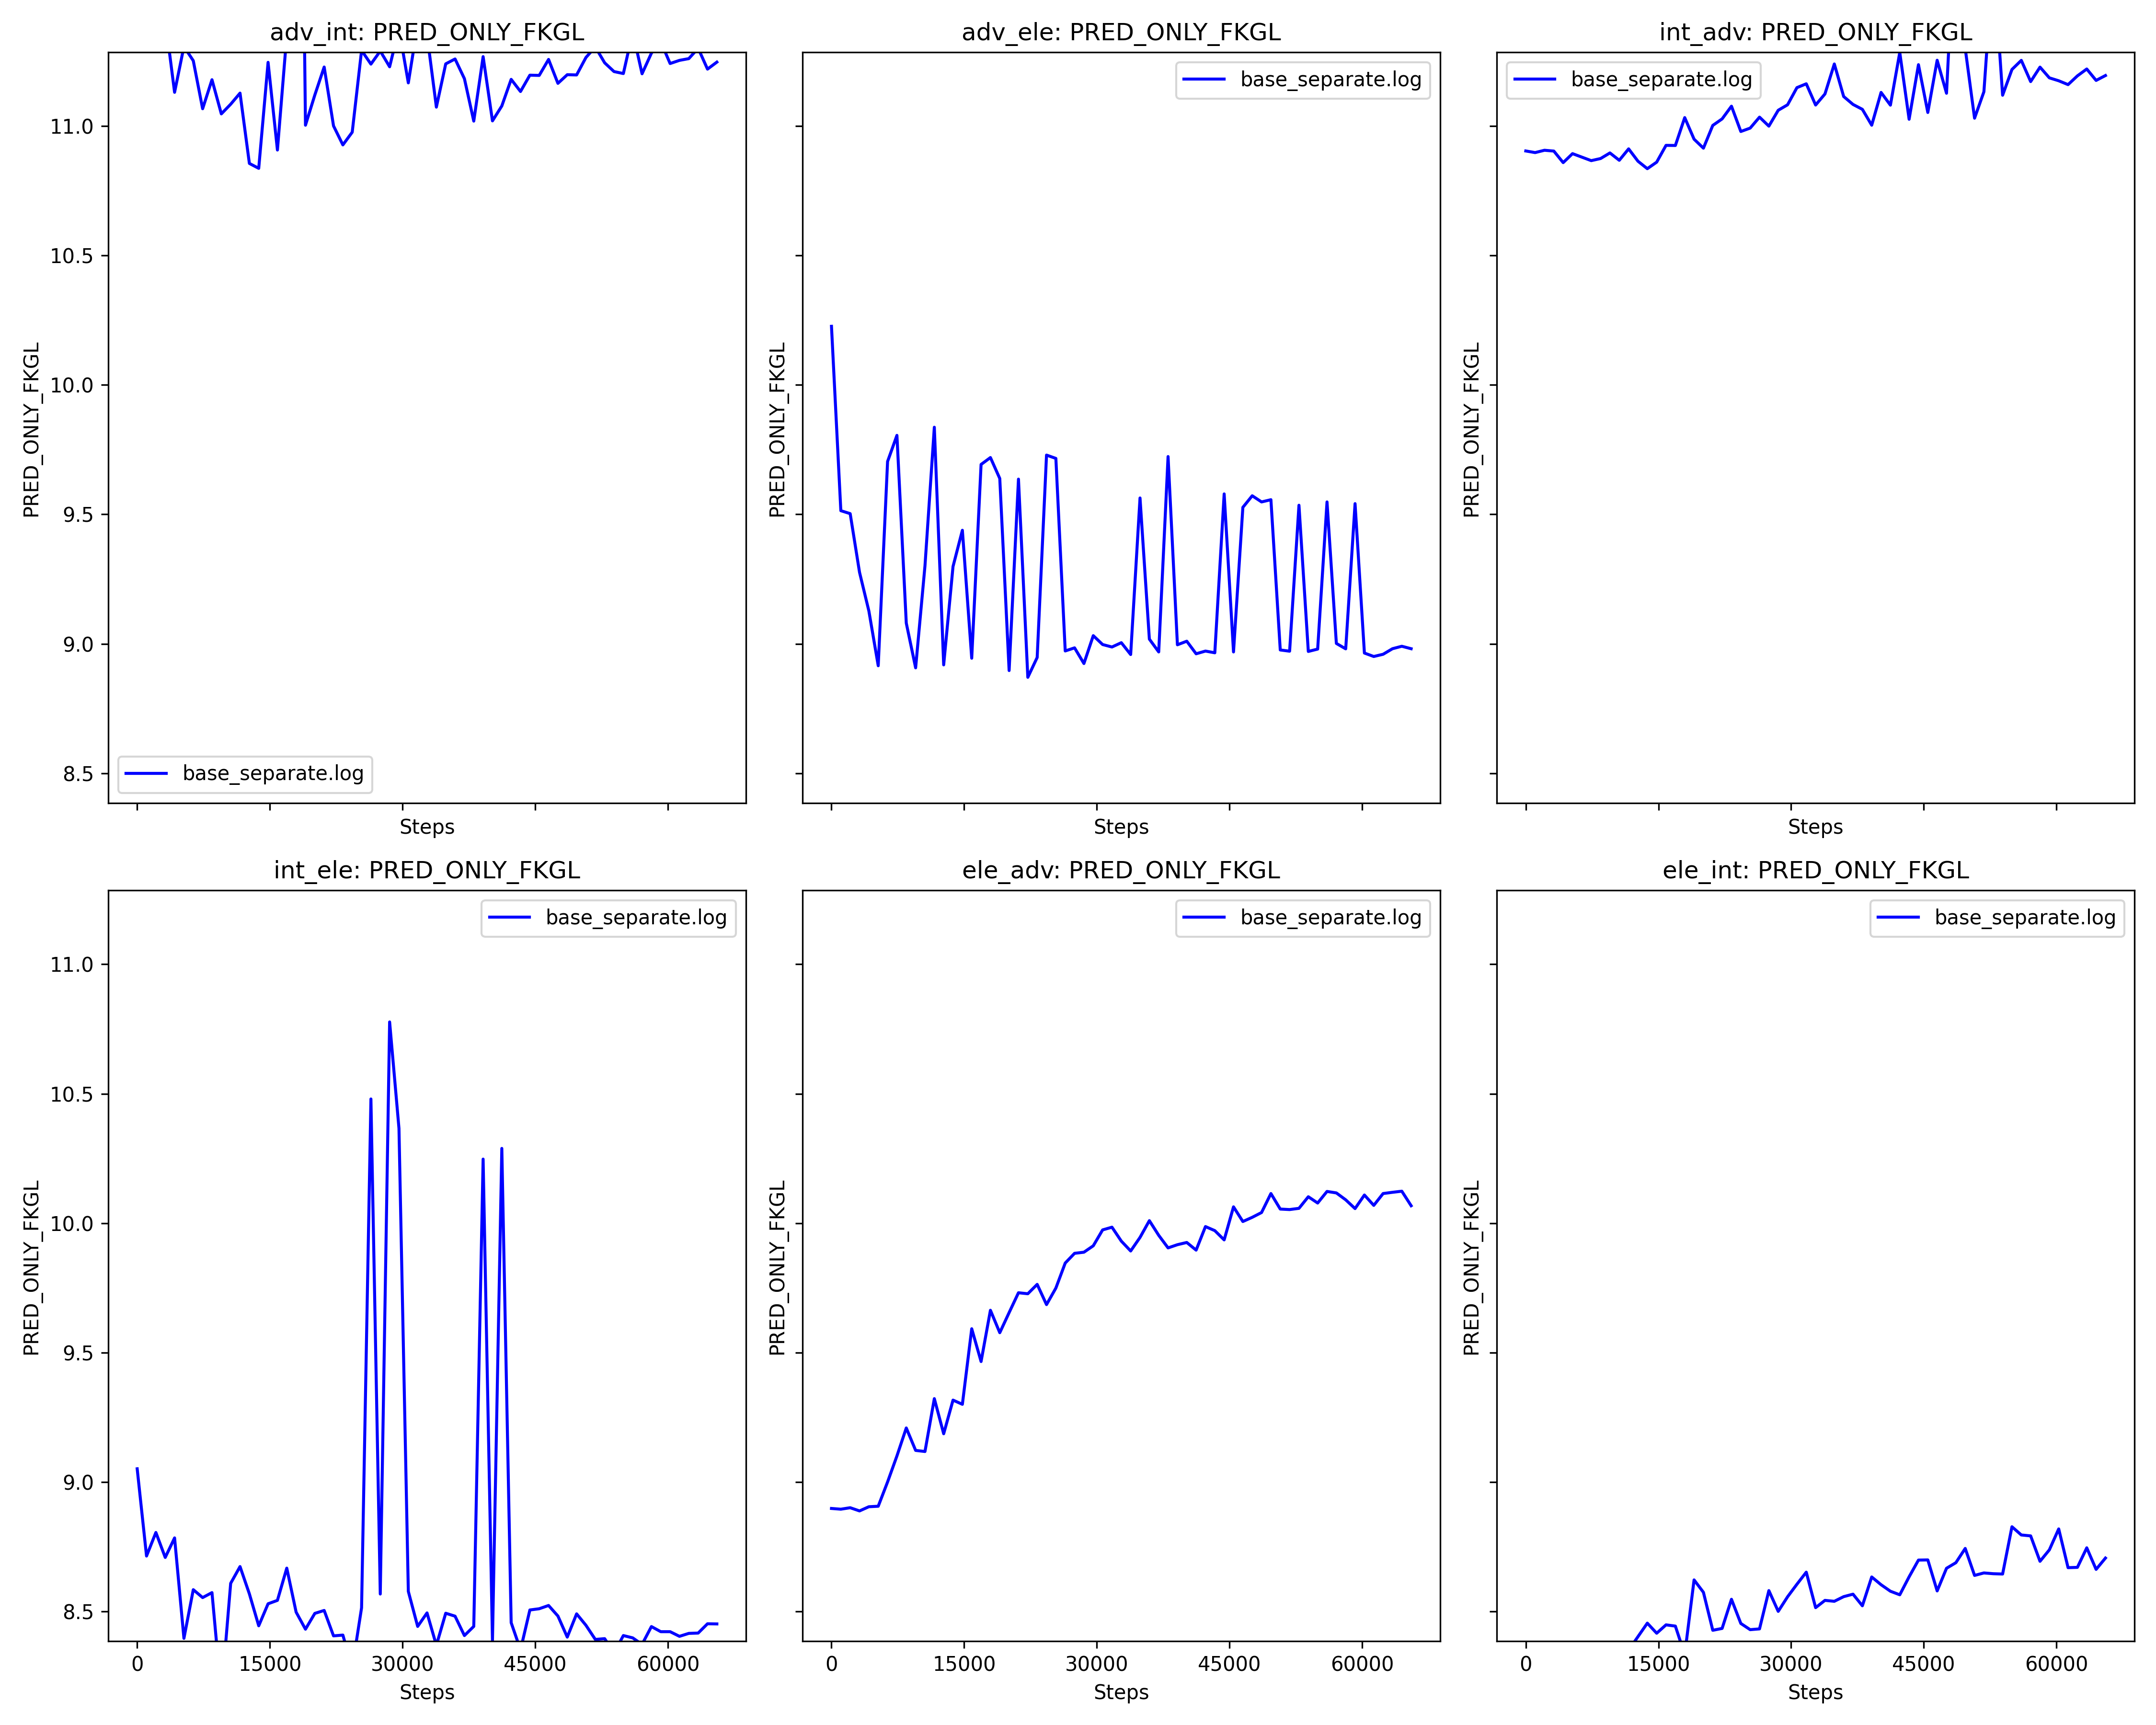 adv_int: PRED_ONLY_FKGL
PRED_ONLY_FKGL
11.0
10.5
10.0
9.5
9.0
8.5
base_separate.log
Steps
adv_ele: PRED_ONLY_FKGL
PRED_ONLY_FKGL
base_separate.log
Steps
int_adv: PRED_ONLY_FKGL
PRED_ONLY_FKGL
base_separate.log
Steps
int_ele: PRED_ONLY_FKGL
PRED_ONLY_FKGL
base_separate.log
11.0
10.5
10.0
9.5
9.0
8.5
0 15000 30000 45000 60000
Steps
ele_adv: PRED_ONLY_FKGL
PRED_ONLY_FKGL
base_separate.log
0 15000 30000 45000 60000
Steps
ele_int: PRED_ONLY_FKGL
PRED_ONLY_FKGL
base_separate.log
0 15000 30000 45000 60000
Steps